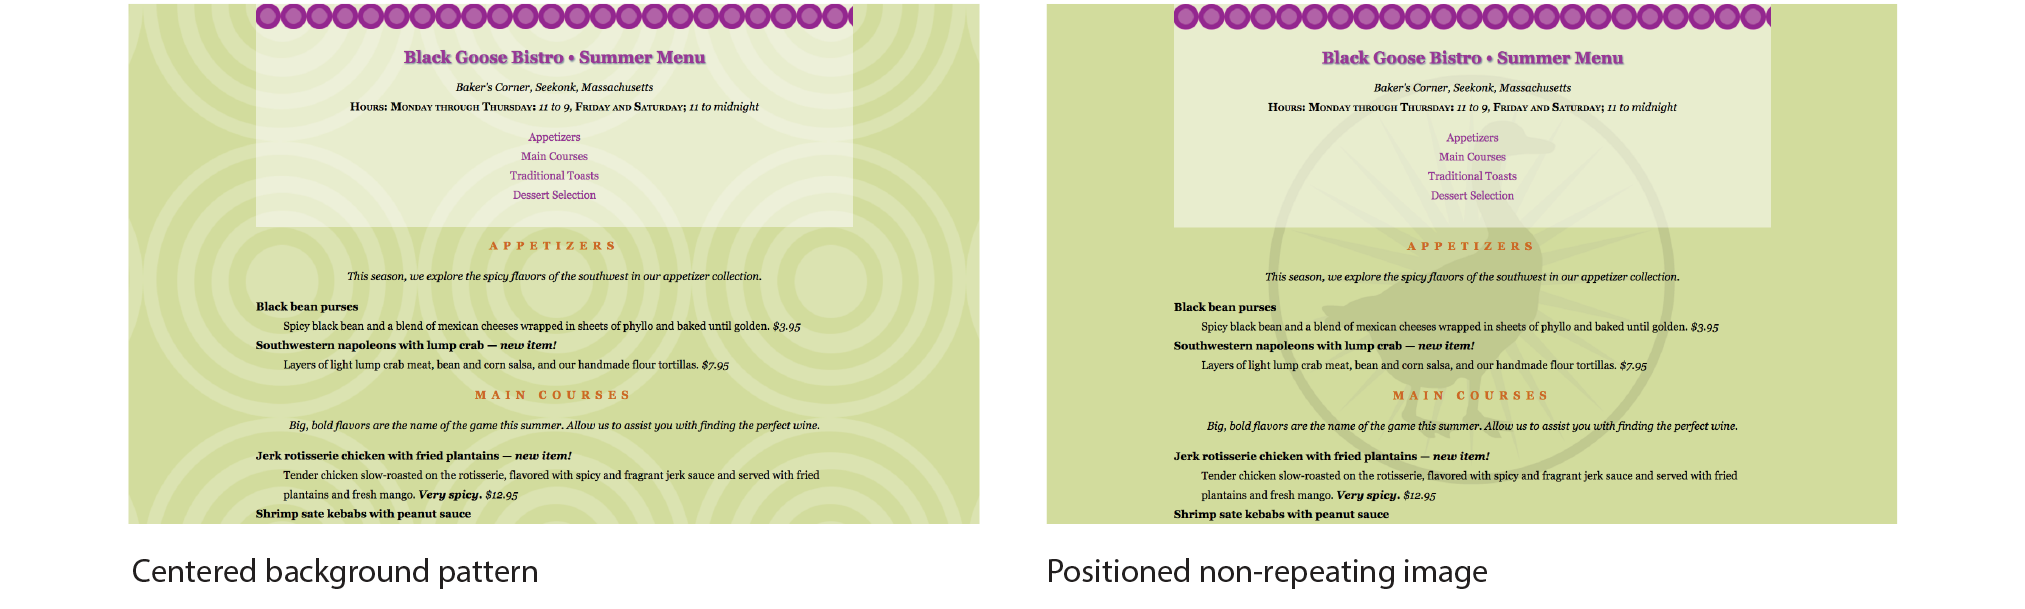 Black Goose Bistro • Summer Menu
Baker's Corner, Seekonk, Massachusetts
Hours: Monday through Thursday: 11 to 9, Friday and Saturday; 11 to midnight
Appetizers
Main Courses
Traditional Toasts
Dessert Selection
APPETIZERS
This season, we explore the spicy flavors of the southwest in our appetizer collection.
Black bean purses
Spicy black bean and a blend of mexican cheeses wrapped in sheets of phyllo and baked until golden. $3.95
Southwestern napoleons with lump crab — new item!
Layers of light lump crab meat, bean and corn salsa, and our handmade flour tortillas. $7.95
MAIN COURSES
Big, bold flavors are the name of the game this summer. Allow us to assist you with finding the perfect wine.
Jerk rotisserie chicken with fried plantains — new item!
Tender chicken slow-roasted on the rotisserie, flavored with spicy and fragrant jerk sauce and served with fried
plantains and fresh mango. Very spicy. $12.95
Shrimp sate kebabs with peanut sauce
Centered background pattern
Black Goose Bistro • Summer Menu
Baker's Corner, Seekonk, Massachusetts
Hours: Monday through Thursday: 11 to 9, Friday and Saturday; 11 to midnight
Appetizers
Main Courses
Traditional Toasts
Dessert Selection
APPETIZERS
This season, we explore the spicy flavors of the southwest in our appetizer collection.
Black bean purses
Spicy black bean and a blend of mexican cheeses wrapped in sheets of phyllo and baked until golden. $3.95
Southwestern napoleons with lump crab — new item!
Layers of light lump crab meat, bean and corn salsa, and our handmade flour tortillas. $7.95
MAIN COURSES
Big, bold flavors are the name of the game this summer. Allow us to assist you with finding the perfect wine.
Jerk rotisserie chicken with fried plantains — new item!
Tender chicken slow-roasted on the rotisserie, flavored with spicy and fragrant jerk sauce and served with fried
plantains and fresh mango. Very spicy. $12.95
Shrimp sate kebabs with peanut sauce
Positioned non-repeating image